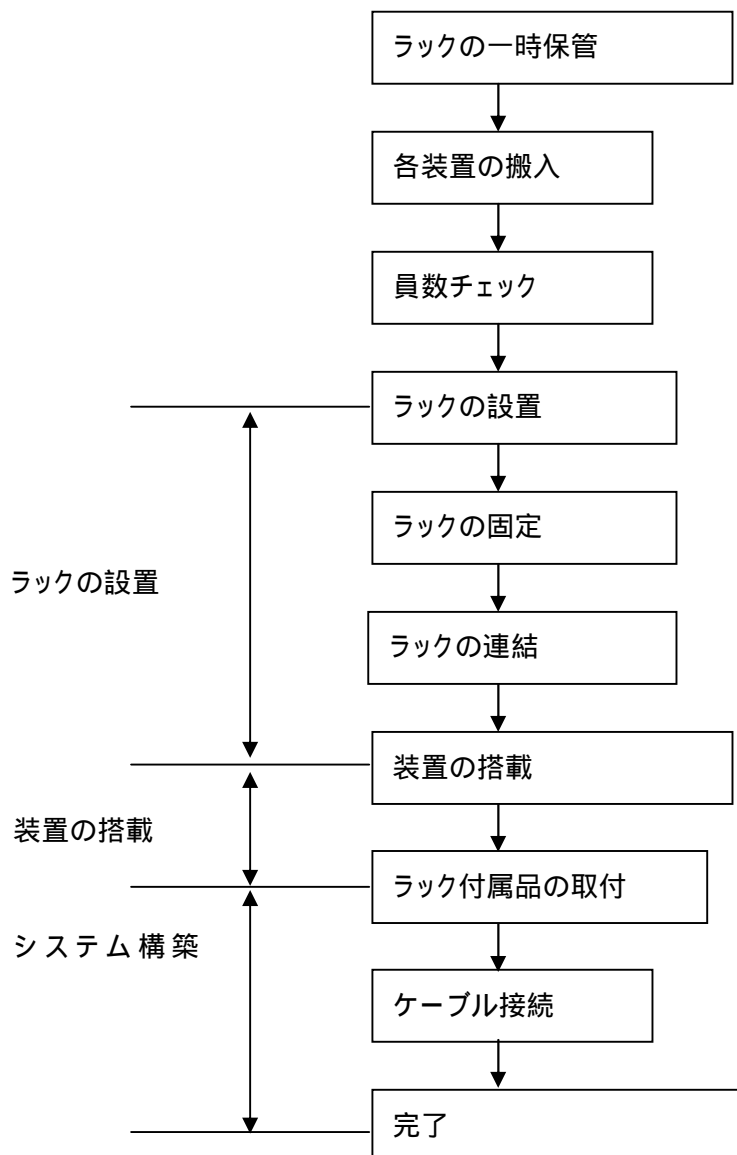 ラックの一時保管
各装置の搬入
員数チェック
ラックの設置
ラックの固定
ラックの設置
ラックの連結
装置の搭載
装置の搭載
ラック付属品の取付
システム構築
ケーブル接続
完了